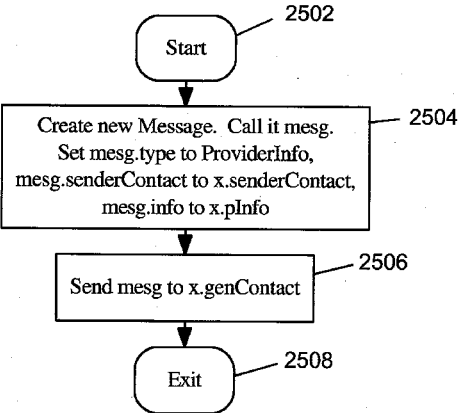 2502
Start
2504
Create new Message. Call it mesg.
Set mesg.type to ProviderInfo,
mesg.senderContact to x.senderContact,
mesg.info to x.pInfo
2506
Send mesg to x.genContact
2508
Exit